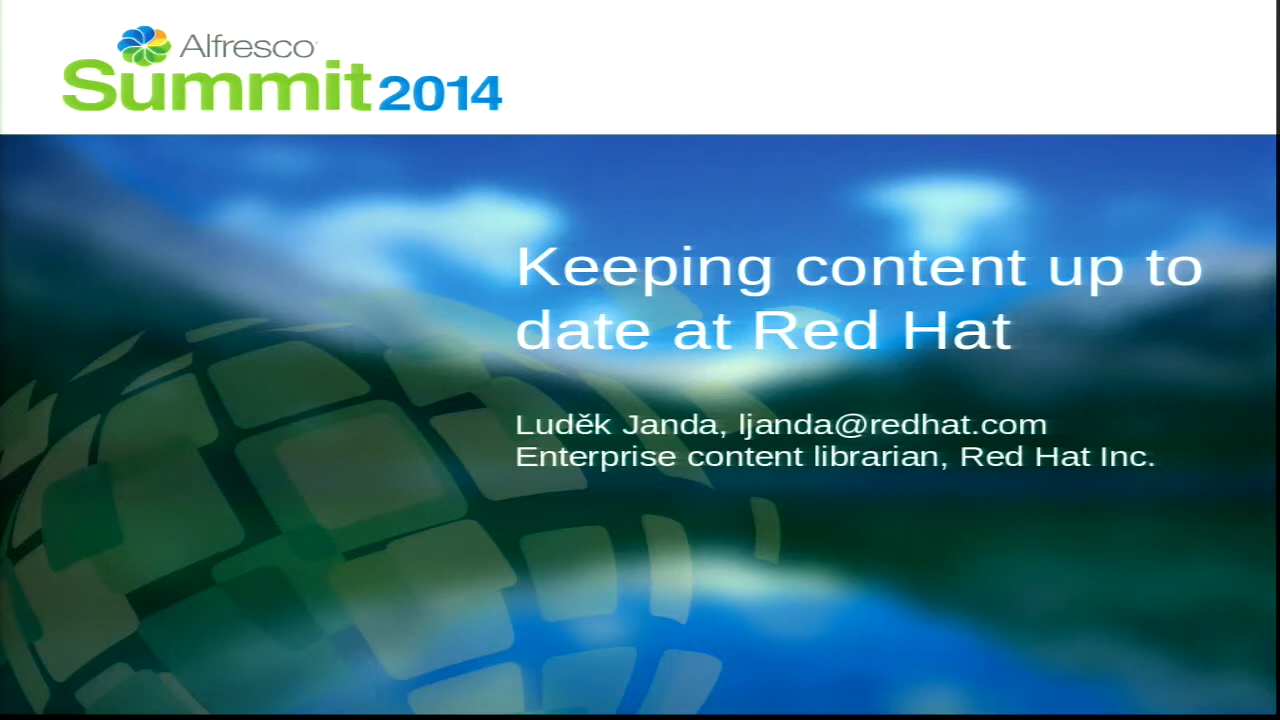 Alfresco
Summit 2014
Keeping content up to
date at Red Hat
Luděk Janda, ljanda@redhat.com
Enterprise content librarian, Red Hat Inc.